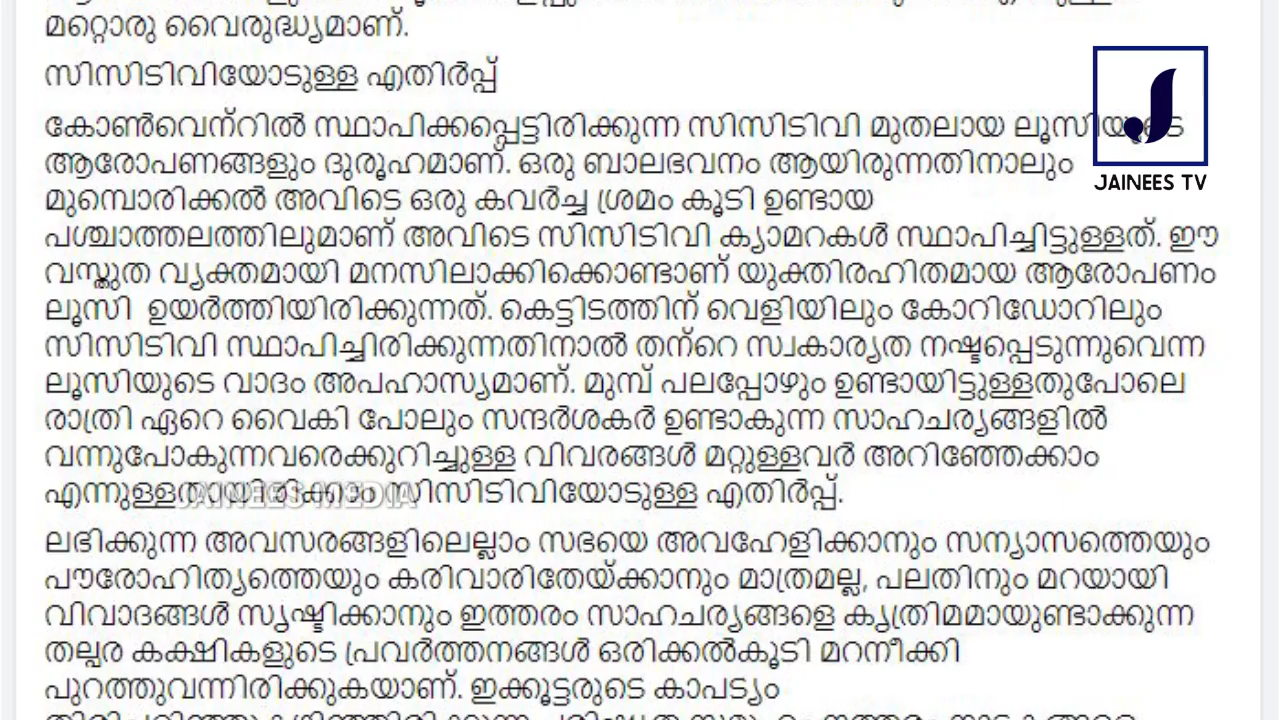 മറ്റൊരു വൈരുദ്ധ്യമാണ്.
സിസിടിവിയോടുള്ള എതിർപ്പ്
കോൺവെന്റിൽ സ്ഥാപിക്കപ്പെട്ടിരിക്കുന്ന സിസിടിവി മുതലായ ലൂസിയുടെ
ആരോപണങ്ങളും ദുരൂഹമാണ്. ഒരു ബാലഭവനം ആയിരുന്നതിനാലും
JAINEES TV
മുമ്പൊരിക്കൽ അവിടെ ഒരു കവർച്ച ശ്രമം കൂടി ഉണ്ടായ
പശ്ചാത്തലത്തിലുമാണ് അവിടെ സിസിടിവി ക്യാമറകൾ സ്ഥാപിച്ചിട്ടുള്ളത്. ഈ
വസ്തുത വ്യക്തമായി മനസിലാക്കിക്കൊണ്ടാണ് യുക്തിരഹിതമായ ആരോപണം
ലൂസി ഉയർത്തിയിരിക്കുന്നത്. കെട്ടിടത്തിന് വെളിയിലും കോറിഡോറിലും
സിസിടിവി സ്ഥാപിച്ചിരിക്കുന്നതിനാൽ തന്റെ സ്വകാര്യത നഷ്ടപ്പെടുന്നുവെന്ന
ലൂസിയുടെ വാദം അപഹാസ്യമാണ്. മുമ്പ് പലപ്പോഴും ഉണ്ടായിട്ടുള്ളതുപോലെ
രാത്രി ഏറെ വൈകി പോലും സന്ദർശകർ ഉണ്ടാകുന്ന സാഹചര്യങ്ങളിൽ
വന്നുപോകുന്നവരെക്കുറിച്ചുള്ള വിവരങ്ങൾ മറ്റുള്ളവർ അറിഞ്ഞേക്കാം
എന്നുള്ളതായിരിക്കാം സിസിടിവിയോടുള്ള എതിർപ്പ്.
JAINEES MEDIA
ലഭിക്കുന്ന അവസരങ്ങളിലെല്ലാം സഭയെ അവഹേളിക്കാനും സന്യാസത്തെയും
പൗരോഹിത്യത്തെയും കരിവാരിതേയ്ക്കാനും മാത്രമല്ല, പലതിനും മറയായി
വിവാദങ്ങൾ സൃഷ്ടിക്കാനും ഇത്തരം സാഹചര്യങ്ങളെ കൃത്രിമമായുണ്ടാക്കുന്ന
തല്പര കക്ഷികളുടെ പ്രവർത്തനങ്ങൾ ഒരിക്കൽകൂടി മറനീക്കി
പുറത്തുവന്നിരിക്കുകയാണ്. ഇക്കൂട്ടരുടെ കാപട്യം